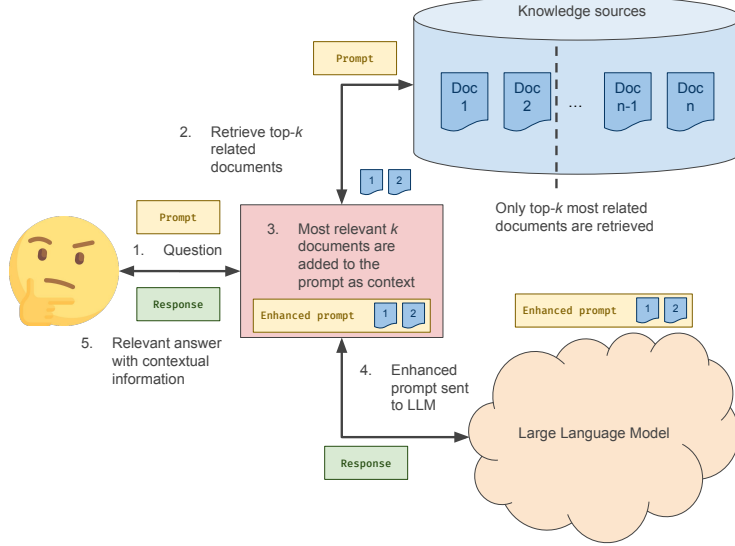 Knowledge sources
Prompt
Doc
1
Doc
2
...
Doc
n-1
Doc
n
2. Retrieve top-k
related
documents
1 2
Only top-k most related
documents are retrieved
Prompt
1. Question
Response
5. Relevant answer
with contextual
information
3. Most relevant k
documents are
added to the
prompt as context
Enhanced prompt 1 2
4. Enhanced
prompt sent
to LLM
Response
Enhanced prompt 1 2
Large Language Model